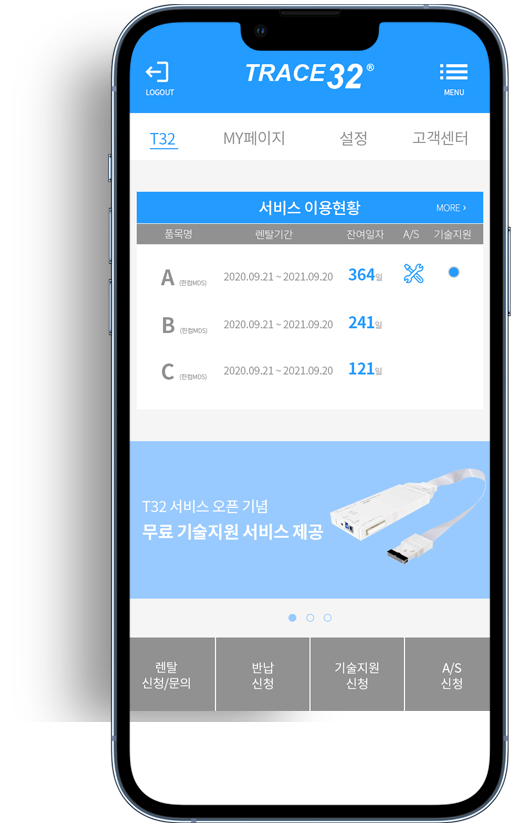 LOGOUT
TRACE32®
MENU
T32 MY페이지 설정 고객센터
서비스 이용현황
MORE ›
품목명 렌탈기간 잔여일자 A/S 기술지원
A (한컴MDS) 2020.09.21 ~ 2021.09.20 364일
B (한컴MDS) 2020.09.21 ~ 2021.09.20 241일
C (한컴MDS) 2020.09.21 ~ 2021.09.20 121일
T32 서비스 오픈 기념
무료 기술지원 서비스 제공
렌탈
신청/문의
반납
신청
기술지원
신청
A/S
신청